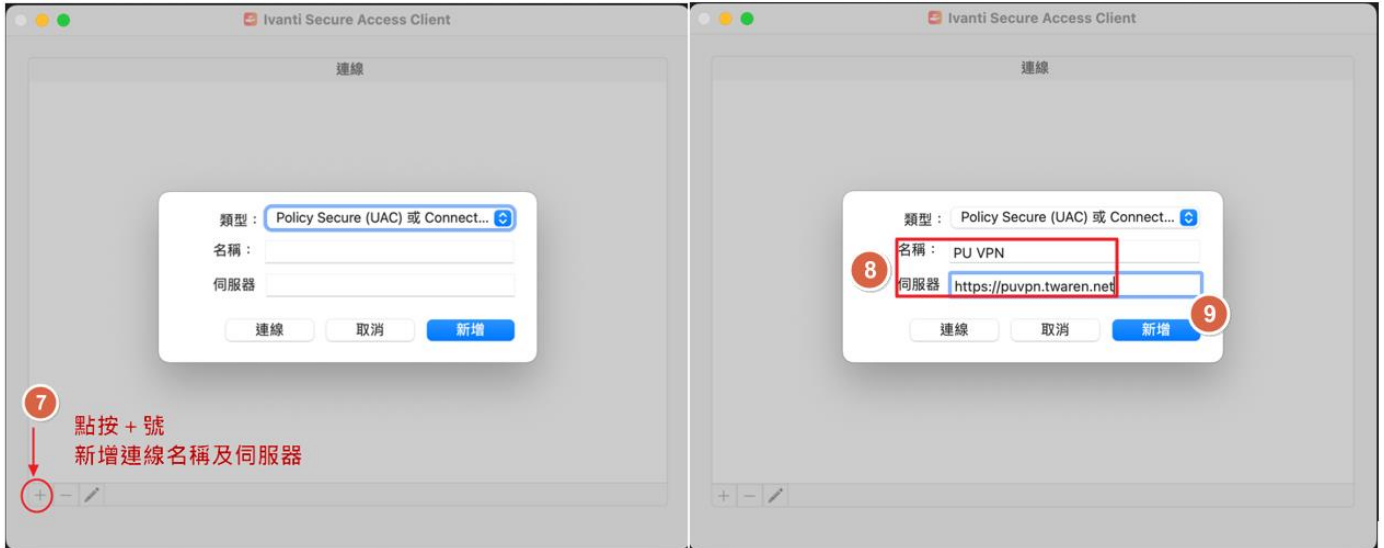 Ivanti Secure Access Client
連線
類型：
Policy Secure (UAC) 或 Connect...
名稱：
伺服器
連線
取消
新增
7
點按 + 號
新增連線名稱及伺服器
Ivanti Secure Access Client
連線
類型：
Policy Secure (UAC) 或 Connect...
8
名稱：
PU VPN
伺服器
https://puvpn.twaren.net
連線
取消
新增
9